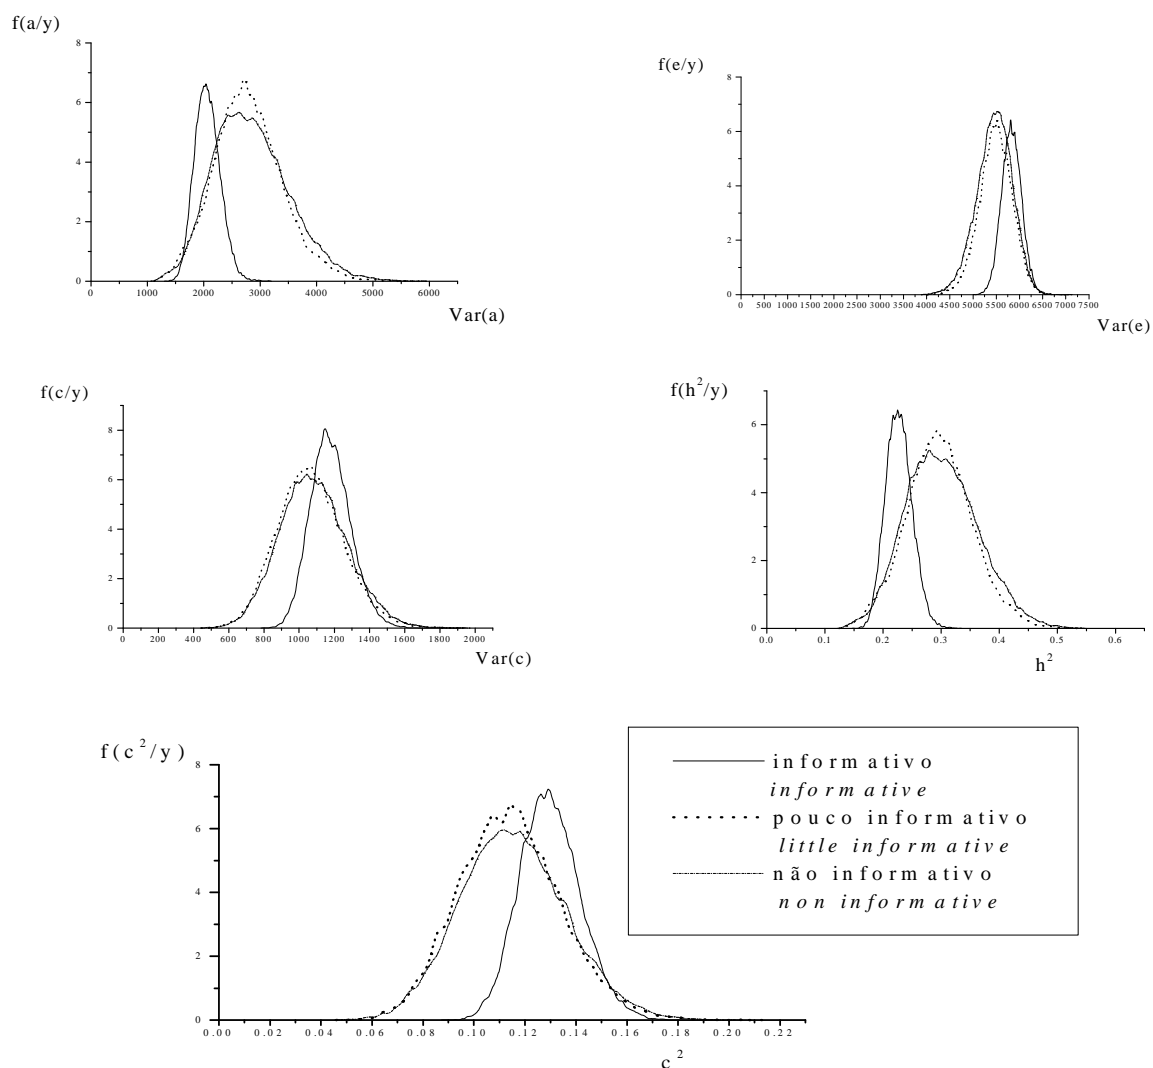 f(a/y)
8
6
4
2
0
0 1000 2000 3000 4000 5000 6000
Var(a)
f(e/y)
8
6
4
2
0
0 500 1000 1500 2000 2500 3000 3500 4000 4500 5000 5500 6000 6500 7000 7500
Var(e)
f(c/y)
8
6
4
2
0
0 200 400 600 800 1000 1200 1400 1600 1800 2000
Var(c)
f(h²/y)
6
4
2
0
0.0 0.1 0.2 0.3 0.4 0.5 0.6
h²
f(c²/y)
8
6
4
2
0
0.00 0.02 0.04 0.06 0.08 0.10 0.12 0.14 0.16 0.18 0.20 0.22
c²
informativo
informative
pouco informativo
little informative
não informativo
non informative